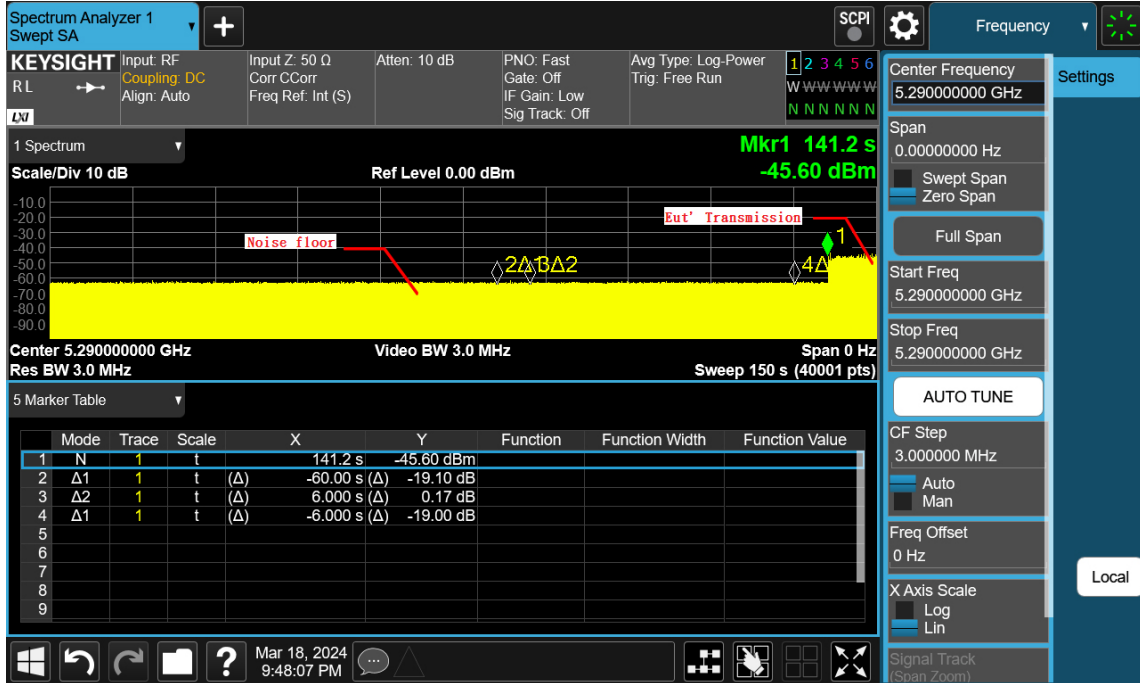 Spectrum Analyzer 1
Swept SA
SCPI
Frequency
KEYSIGHT
RL
LXI
Input: RF
Coupling: DC
Align: Auto
Input Z: 50 Ω
Corr CCorr
Freq Ref: Int (S)
Atten: 10 dB
PNO: Fast
Gate: Off
IF Gain: Low
Sig Track: Off
Avg Type: Log-Power
Trig: Free Run
1 2 3 4 5 6
W W W W W W
N N N N N N
1 Spectrum
Scale/Div 10 dB
Ref Level 0.00 dBm
Mkr1 141.2 s
-45.60 dBm
-10.0
-20.0
-30.0
-40.0
-50.0
-60.0
-70.0
-80.0
-90.0
Eut' Transmission
Noise floor
1
2Δ1
3Δ2
4Δ
Center 5.290000000 GHz
Video BW 3.0 MHz
Span 0 Hz
Res BW 3.0 MHz
Sweep 150 s (40001 pts)
5 Marker Table
Mode Trace Scale X Y Function Function Width Function Value
1 N 1 t 141.2 s -45.60 dBm
2 Δ1 1 t (Δ) -60.00 s (Δ) -19.10 dB
3 Δ2 1 t (Δ) 6.000 s (Δ) 0.17 dB
4 Δ1 1 t (Δ) -6.000 s (Δ) -19.00 dB
5
6
7
8
9
Mar 18, 2024
9:48:07 PM
Center Frequency
5.290000000 GHz
Span
0.00000000 Hz
Swept Span
Zero Span
Full Span
Start Freq
5.290000000 GHz
Stop Freq
5.290000000 GHz
AUTO TUNE
CF Step
3.000000 MHz
Auto
Man
Freq Offset
0 Hz
X Axis Scale
Log
Lin
Signal Track
(Span Zoom)
Settings
Local